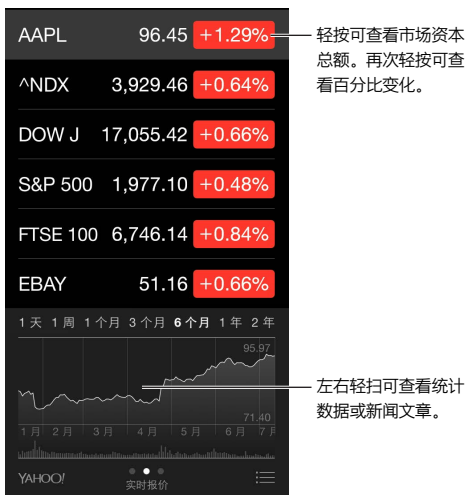 AAPL 96.45 +1.29%
轻按可查看市场资本
总额。再次轻按可查
看百分比变化。
^NDX 3,929.46 +0.64%
DOW J 17,055.42 +0.66%
S&P 500 1,977.10 +0.48%
FTSE 100 6,746.14 +0.84%
EBAY 51.16 +0.66%
1 天 1 周 1 个月 3 个月 6 个月 1 年 2 年
95.97
71.40
左右轻扫可查看统计
数据或新闻文章。
1 月 2 月 3 月 4 月 5 月 6 月 7 月
YAHOO!
实时报价